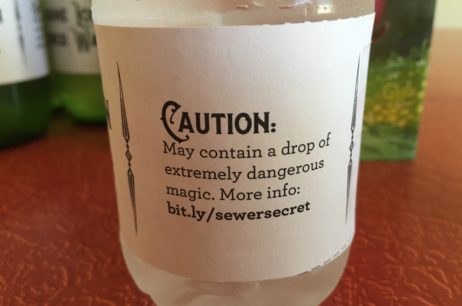 CAUTION:
May contain a drop of
extremely dangerous
magic. More info:
bit.ly/sewersecret